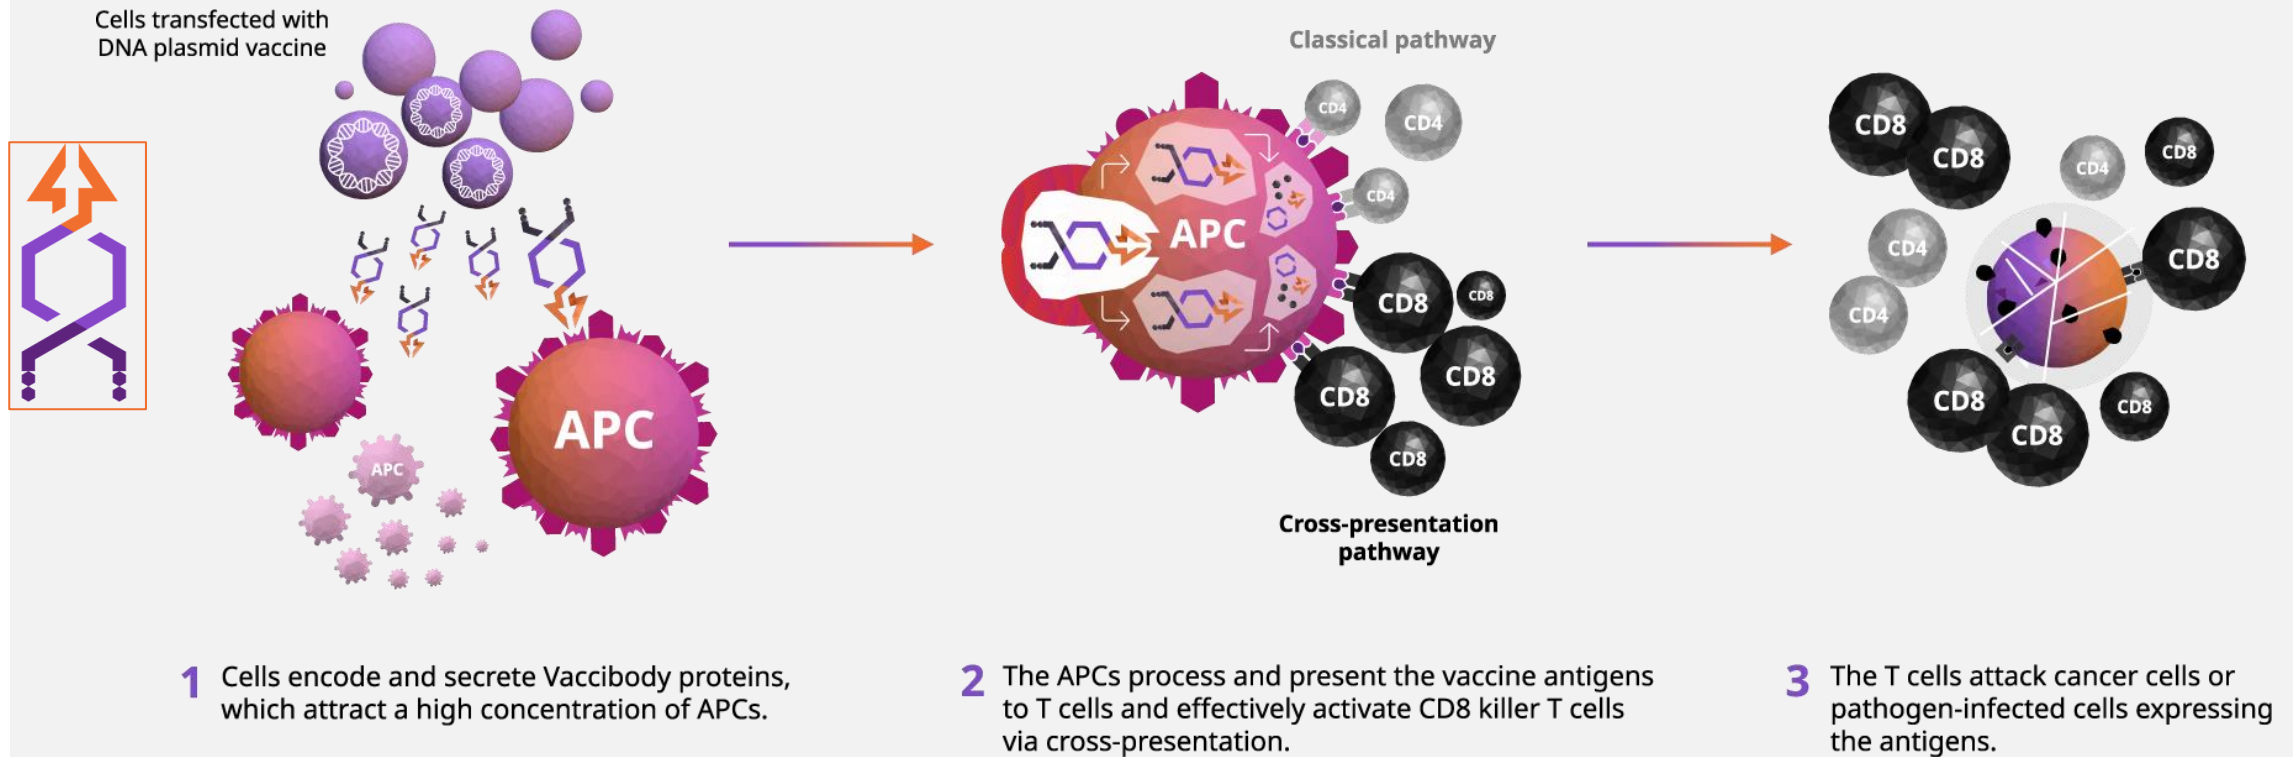 Cells transfected with
DNA plasmid vaccine
APC
APC
Classical pathway
CD4
CD4
CD4
APC
CD8
CD8
CD8
CD8
CD8
Cross-presentation
pathway
CD8
CD8
CD4
CD8
CD4
CD8
CD4
CD8
CD8
CD8
1 Cells encode and secrete Vaccibody proteins,
which attract a high concentration of APCs.
2 The APCs process and present the vaccine antigens
to T cells and effectively activate CD8 killer T cells
via cross-presentation.
3 The T cells attack cancer cells or
pathogen-infected cells expressing
the antigens.